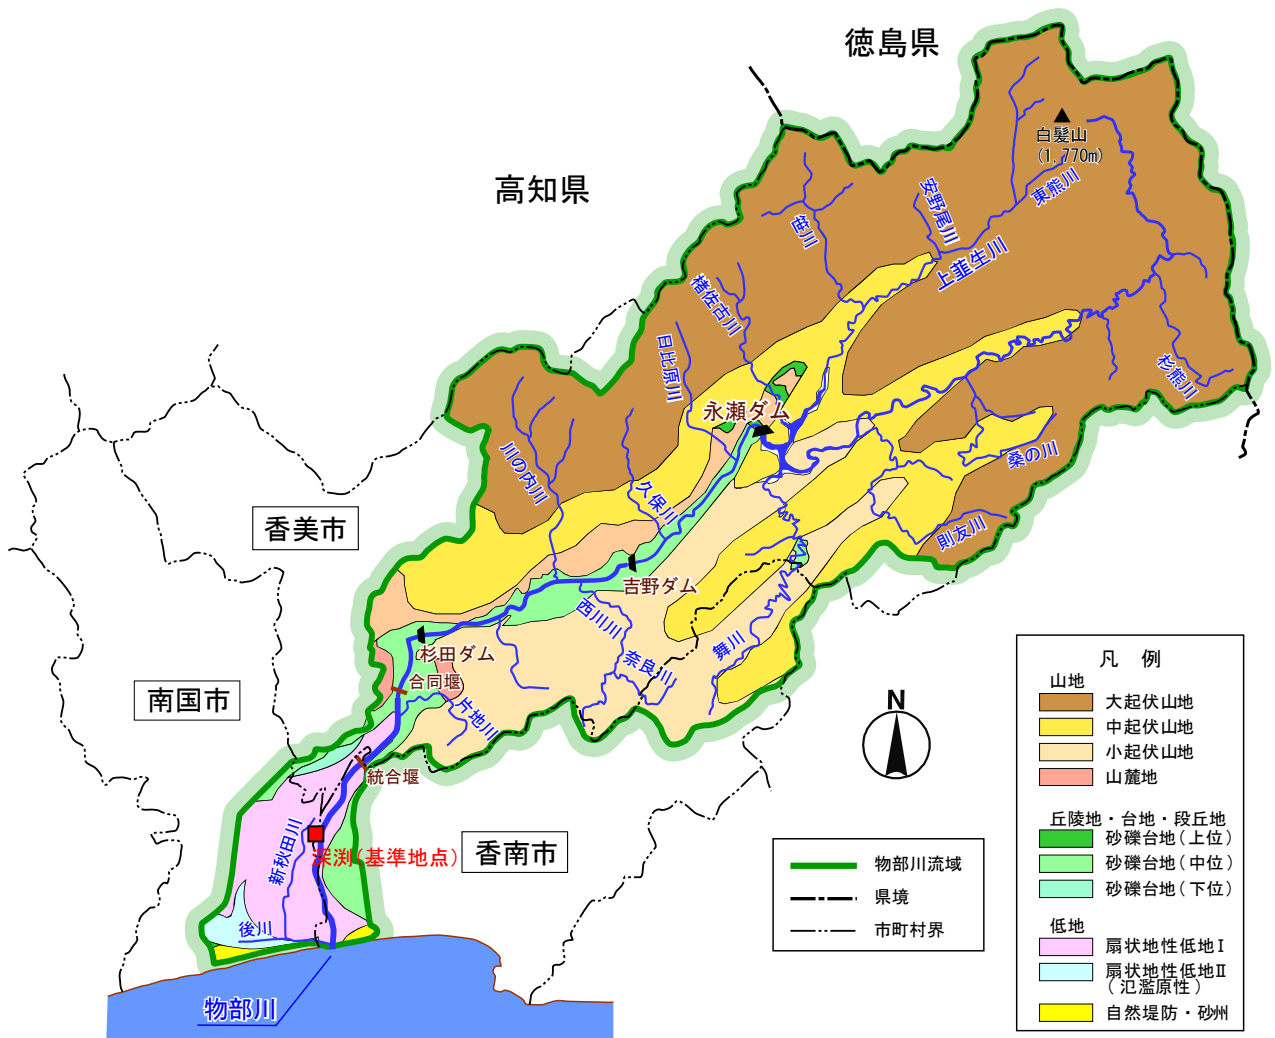 徳島県
高知県
白髪山
(1,770m)
東熊川
安野尾川
笹川
上韮生川
楮佐古川
日比原川
杉熊川
永瀬ダム
川の内川
久保川
桑の川
則友川
香美市
吉野ダム
西川川
奈良川
舞川
杉田ダム
合同堰
片地川
南国市
統合堰
新秋田川
深渕(基準地点)
香南市
後川
物部川
N
物部川流域
県境
市町村界
凡 例
山地
大起伏山地
中起伏山地
小起伏山地
山麓地
丘陵地・台地・段丘地
砂礫台地(上位)
砂礫台地(中位)
砂礫台地(下位)
低地
扇状地性低地Ⅰ
扇状地性低地Ⅱ
(氾濫原性)
自然堤防・砂州